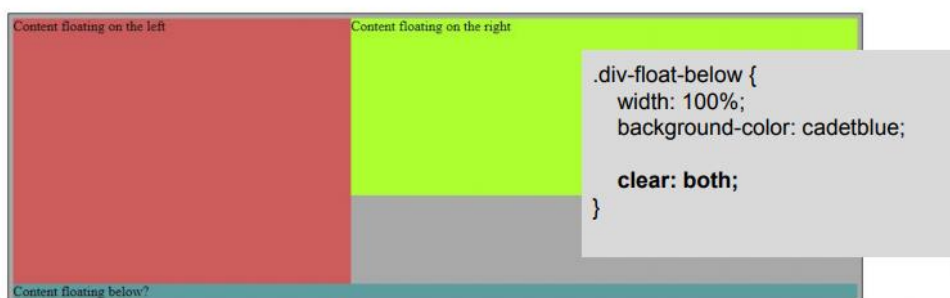 Content floating on the left
Content floating on the right
.div-float-below {
width: 100%;
background-color: cadetblue;
clear: both;
}
Content floating below?